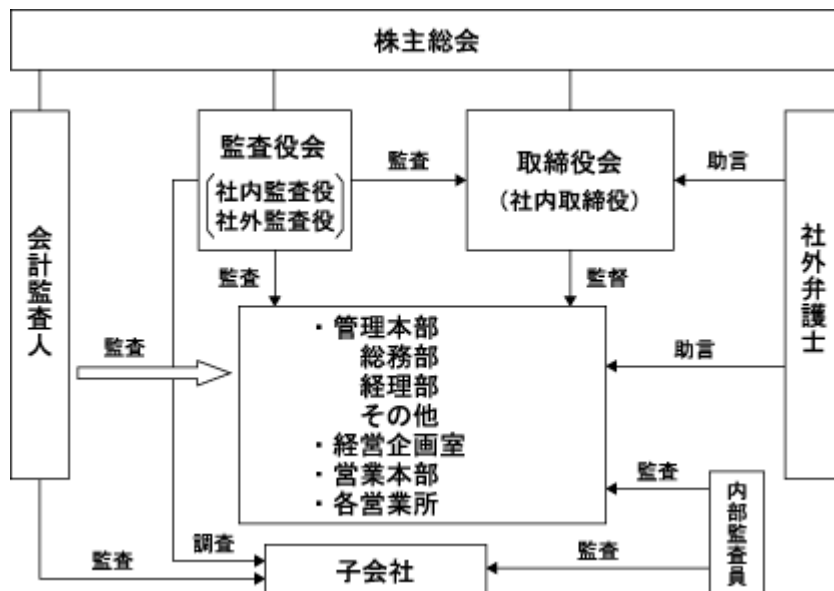 株主総会
監査役会
社内監査役
社外監査役
監査
取締役会
(社内取締役)
助言
会計監査人
社外弁護士
監査
監督
監査
・管理本部
総務部
経理部
その他
・経営企画室
・営業本部
・各営業所
助言
監査
内部監査員
監査
調査
子会社
監査